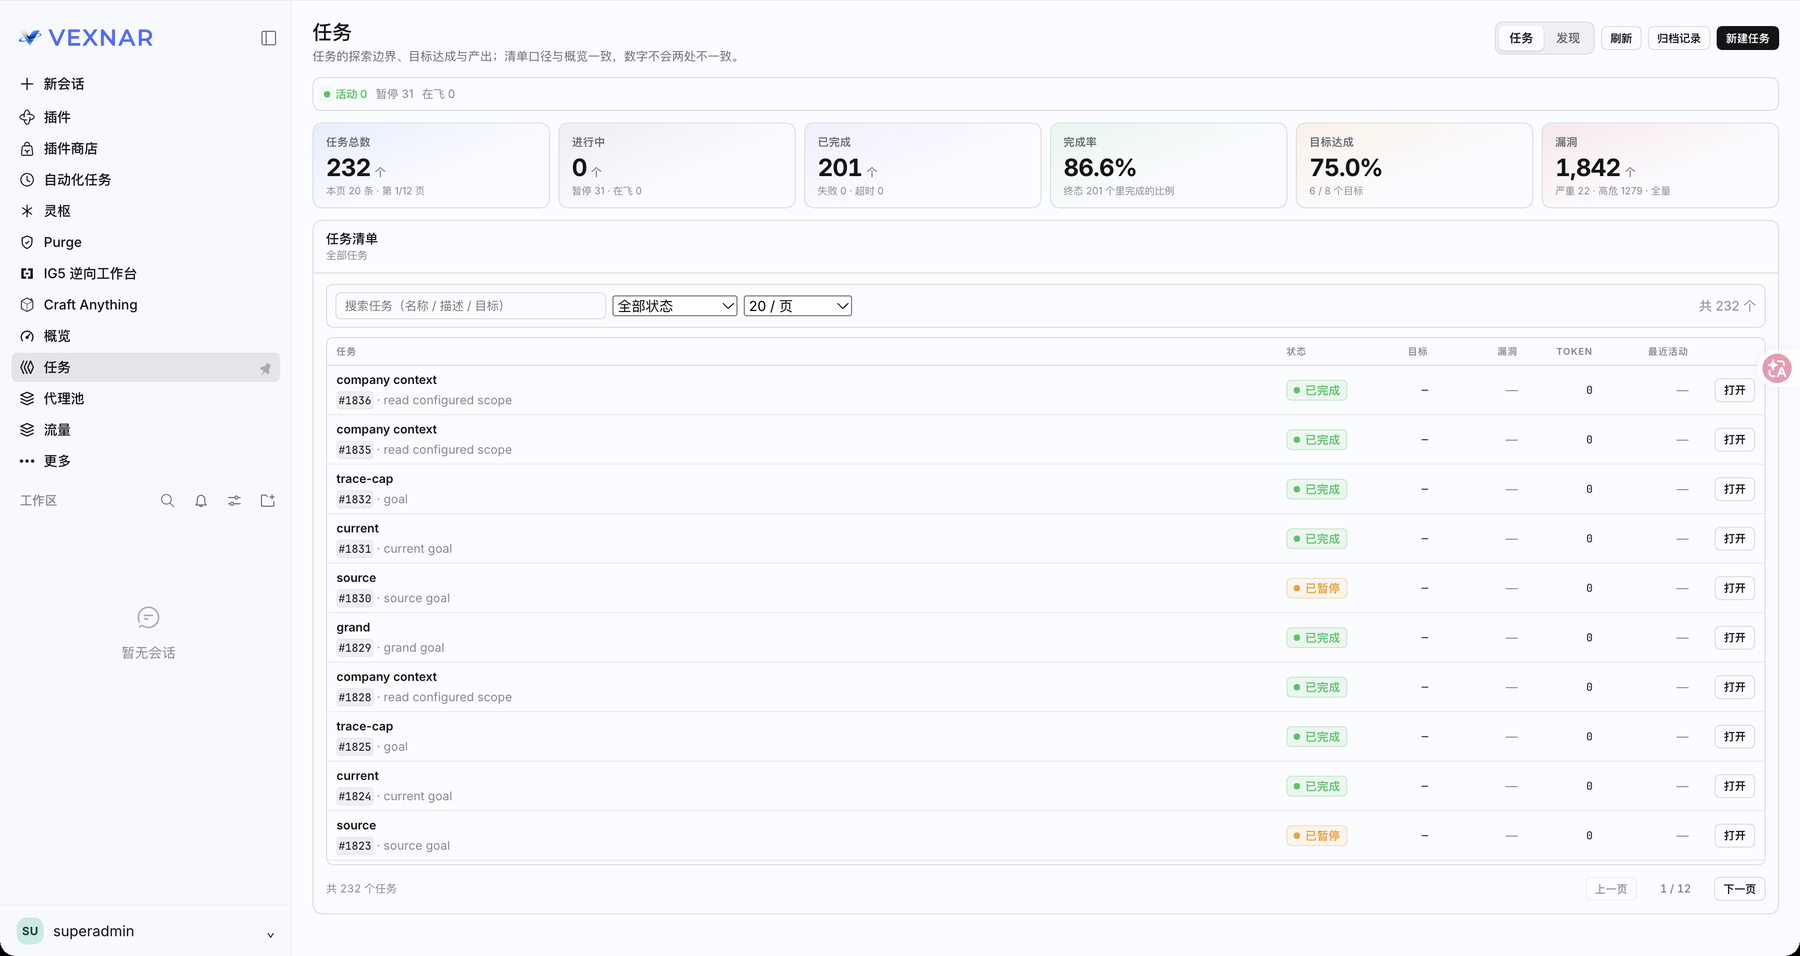 VEXNAR
新会话
插件
插件商店
自动化任务
灵枢
Purge
IG5 逆向工作台
Craft Anything
概览
任务
代理池
流量
更多
工作区
暂无会话
SU superadmin
任务
任务的探索边界、目标达成与产出；清单口径与概览一致，数字不会两处不一致。
任务 发现 刷新 归档记录 新建任务
活动 0 暂停 31 在飞 0
任务总数
232 个
本页 20 条 · 第 1/12 页
进行中
0 个
暂停 31 · 在飞 0
已完成
201 个
失败 0 · 超时 0
完成率
86.6%
终态 201 个里完成的比例
目标达成
75.0%
6 / 8 个目标
漏洞
1,842 个
严重 22 · 高危 1279 · 全量
任务清单
全部任务
搜索任务（名称 / 描述 / 目标） 全部状态 20 / 页 共 232 个
任务 状态 目标 漏洞 TOKEN 最近活动
company context
#1836 · read configured scope
已完成 – — 0 — 打开
company context
#1835 · read configured scope
已完成 – — 0 — 打开
trace-cap
#1832 · goal
已完成 – — 0 — 打开
current
#1831 · current goal
已完成 – — 0 — 打开
source
#1830 · source goal
已暂停 – — 0 — 打开
grand
#1829 · grand goal
已完成 – — 0 — 打开
company context
#1828 · read configured scope
已完成 – — 0 — 打开
trace-cap
#1825 · goal
已完成 – — 0 — 打开
current
#1824 · current goal
已完成 – — 0 — 打开
source
#1823 · source goal
已暂停 – — 0 — 打开
共 232 个任务
上一页 1 / 12 下一页